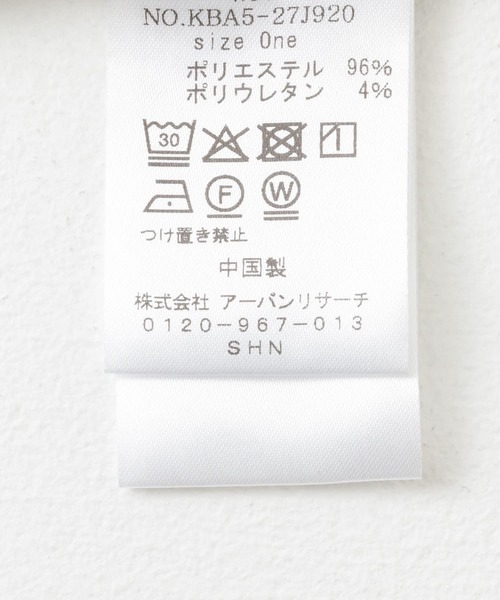 NO.KBA5-27J920
size One
ポリエステル 96%
ポリウレタン 4%
30
F W
つけ置き禁止
中国製
株式会社 アーバンリサーチ
0120-967-013
SHN